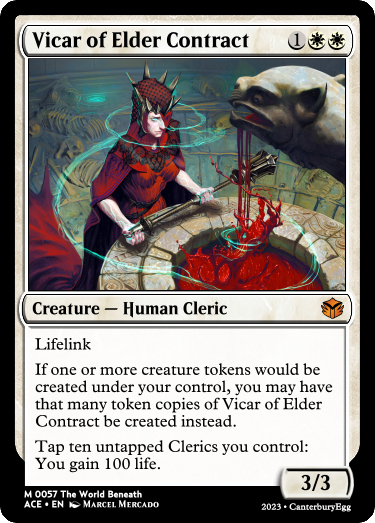 Vicar of Elder Contract 1
Creature — Human Cleric
Lifelink
If one or more creature tokens would be
created under your control, you may have
that many token copies of Vicar of Elder
Contract be created instead.
Tap ten untapped Clerics you control:
You gain 100 life.
3/3
M 0057 The World Beneath
ACE • EN Marcel Mercado
2023 • CanterburyEgg